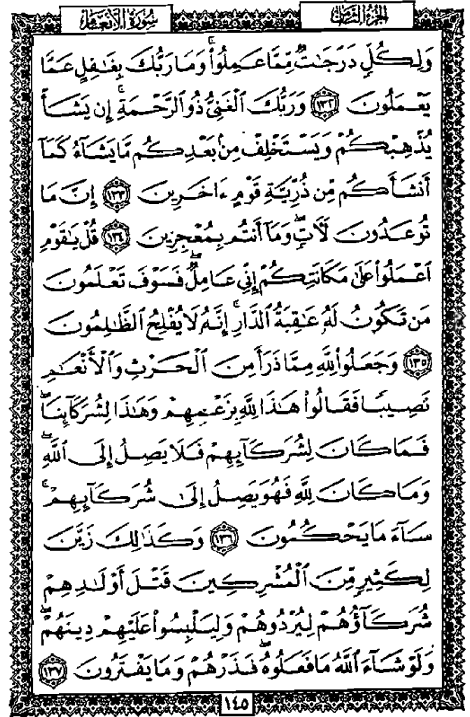 الجزء الثامن
سورة الأنعام
وَلِكُلٍّ دَرَجَٰتٌ مِّمَّا عَمِلُوا۟ ۚ وَمَا رَبُّكَ بِغَٰفِلٍ عَمَّا
يَعْمَلُونَ ١٣٢ وَرَبُّكَ ٱلْغَنِىُّ ذُو ٱلرَّحْمَةِ ۚ إِن يَشَأْ
يُذْهِبْكُمْ وَيَسْتَخْلِفْ مِنۢ بَعْدِكُم مَّا يَشَآءُ كَمَآ
أَنشَأَكُم مِّن ذُرِّيَّةِ قَوْمٍ ءَاخَرِينَ ١٣٣ إِنَّ مَا
تُوعَدُونَ لَءَاتٍ ۖ وَمَآ أَنتُم بِمُعْجِزِينَ ١٣٤ قُلْ يَٰقَوْمِ
ٱعْمَلُوا۟ عَلَىٰ مَكَانَتِكُمْ إِنِّى عَامِلٌ ۖ فَسَوْفَ تَعْلَمُونَ
مَن تَكُونُ لَهُۥ عَٰقِبَةُ ٱلدَّارِ ۗ إِنَّهُۥ لَا يُفْلِحُ ٱلظَّٰلِمُونَ
١٣٥ وَجَعَلُوا۟ لِلَّهِ مِمَّا ذَرَأَ مِنَ ٱلْحَرْثِ وَٱلْأَنْعَٰمِ
نَصِيبًا فَقَالُوا۟ هَٰذَا لِلَّهِ بِزَعْمِهِمْ وَهَٰذَا لِشُرَكَآئِنَا ۖ
فَمَا كَانَ لِشُرَكَآئِهِمْ فَلَا يَصِلُ إِلَى ٱللَّهِ ۖ
وَمَا كَانَ لِلَّهِ فَهُوَ يَصِلُ إِلَىٰ شُرَكَآئِهِمْ ۗ
سَآءَ مَا يَحْكُمُونَ ١٣٦ وَكَذَٰلِكَ زَيَّنَ
لِكَثِيرٍ مِّنَ ٱلْمُشْرِكِينَ قَتْلَ أَوْلَٰدِهِمْ
شُرَكَآؤُهُمْ لِيُرْدُوهُمْ وَلِيَلْبِسُوا۟ عَلَيْهِمْ دِينَهُمْ ۖ
وَلَوْ شَآءَ ٱللَّهُ مَا فَعَلُوهُ ۖ فَذَرْهُمْ وَمَا يَفْتَرُونَ ١٣٧
١٤٥